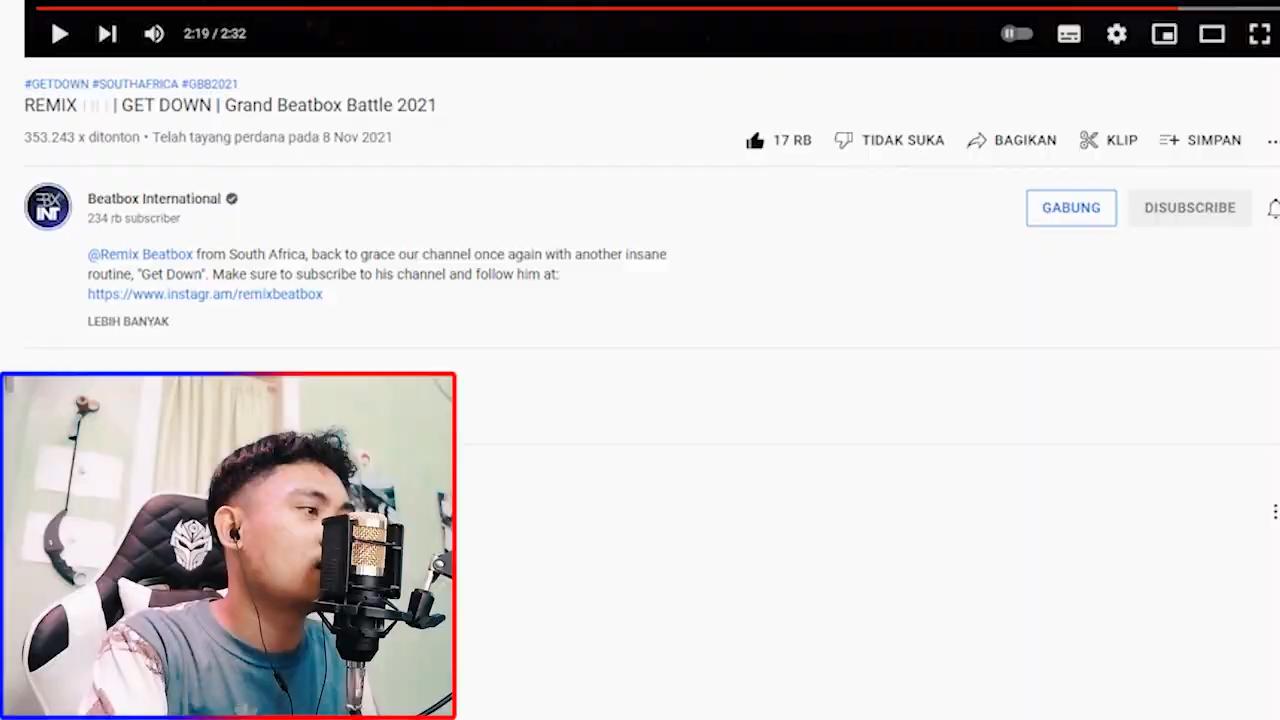 2:19 / 2:32
#GETDOWN #SOUTHAFRICA #GBB2021
REMIX | GET DOWN | Grand Beatbox Battle 2021
353.243 x ditonton • Telah tayang perdana pada 8 Nov 2021
17 RB TIDAK SUKA BAGIKAN KLIP SIMPAN
Beatbox International
234 rb subscriber
GABUNG DISUBSCRIBE
@Remix Beatbox from South Africa, back to grace our channel once again with another insane
routine, "Get Down". Make sure to subscribe to his channel and follow him at:
https://www.instagr.am/remixbeatbox
LEBIH BANYAK